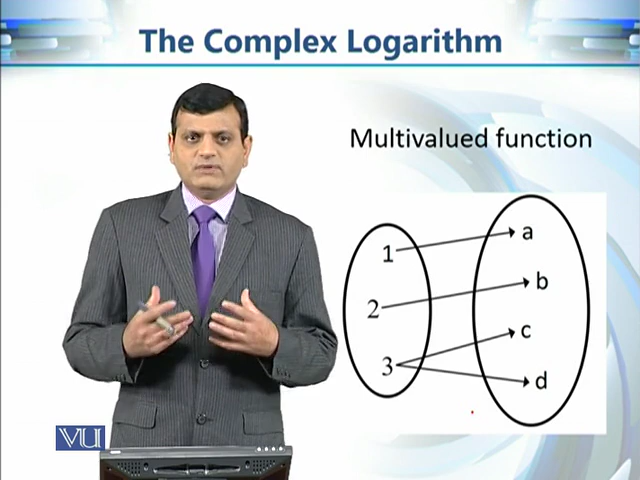 The Complex Logarithm
Multivalued function
1
2
3
a
b
c
d
VU